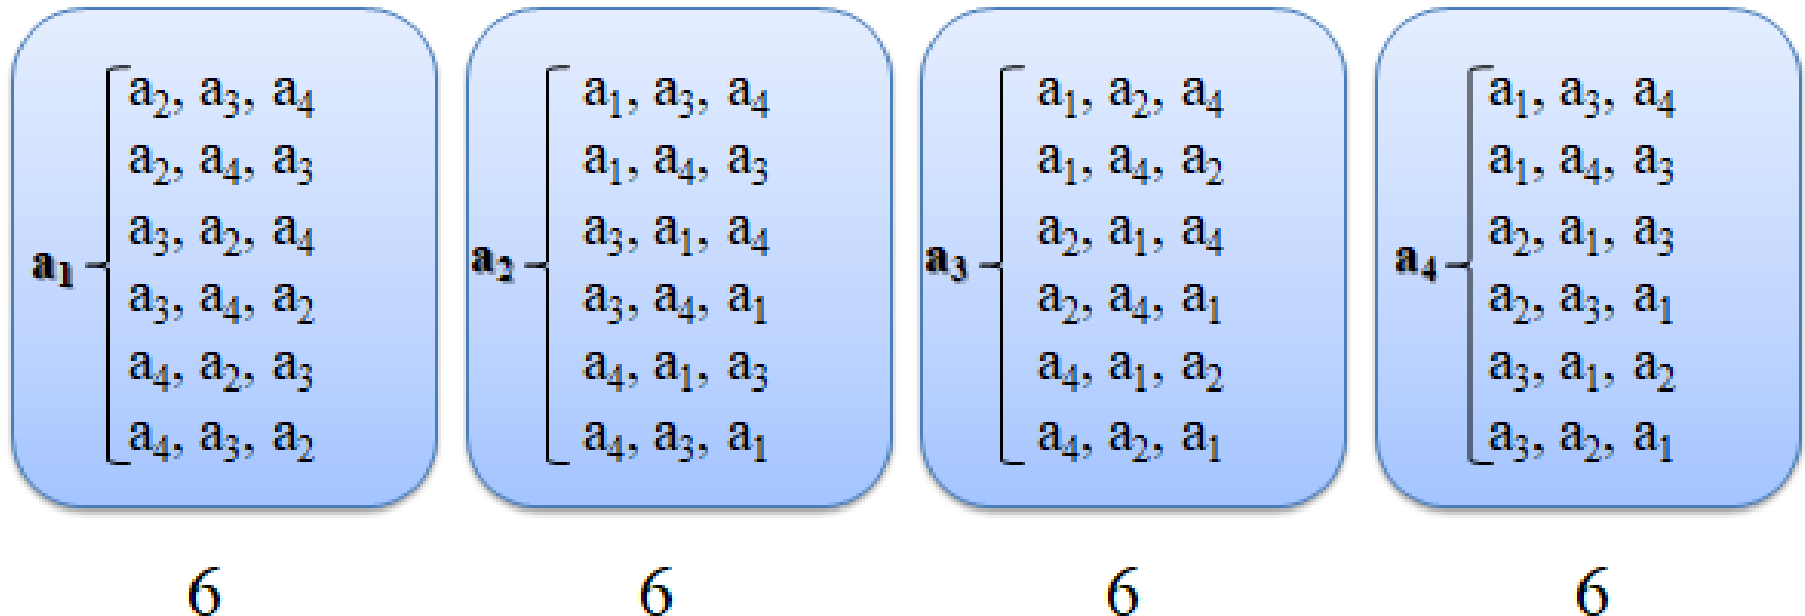 a₁ a₂, a₃, a₄
a₂, a₄, a₃
a₃, a₂, a₄
a₃, a₄, a₂
a₄, a₂, a₃
a₄, a₃, a₂
6
a₂ a₁, a₃, a₄
a₁, a₄, a₃
a₃, a₁, a₄
a₃, a₄, a₁
a₄, a₁, a₃
a₄, a₃, a₁
6
a₃ a₁, a₂, a₄
a₁, a₄, a₂
a₂, a₁, a₄
a₂, a₄, a₁
a₄, a₁, a₂
a₄, a₂, a₁
6
a₄ a₁, a₃, a₄
a₁, a₄, a₃
a₂, a₁, a₃
a₂, a₃, a₁
a₃, a₁, a₂
a₃, a₂, a₁
6